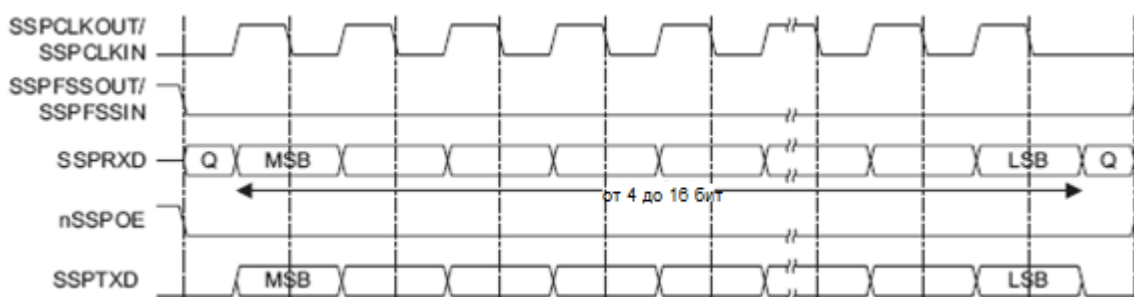 SSPCLKOUT/
SSPCLKIN
SSPFSSOUT/
SSPFSSIN
SSPRXD Q MSB LSB Q
от 4 до 16 бит
nSSPOE
SSPTXD MSB LSB